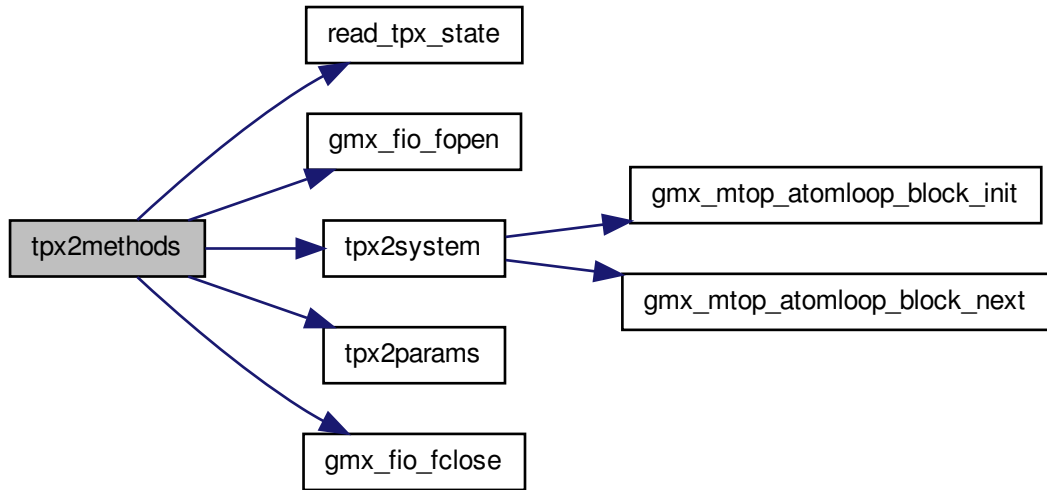 read_tpx_state
gmx_fio_fopen
gmx_mtop_atomloop_block_init
tpx2methods
tpx2system
gmx_mtop_atomloop_block_next
tpx2params
gmx_fio_fclose